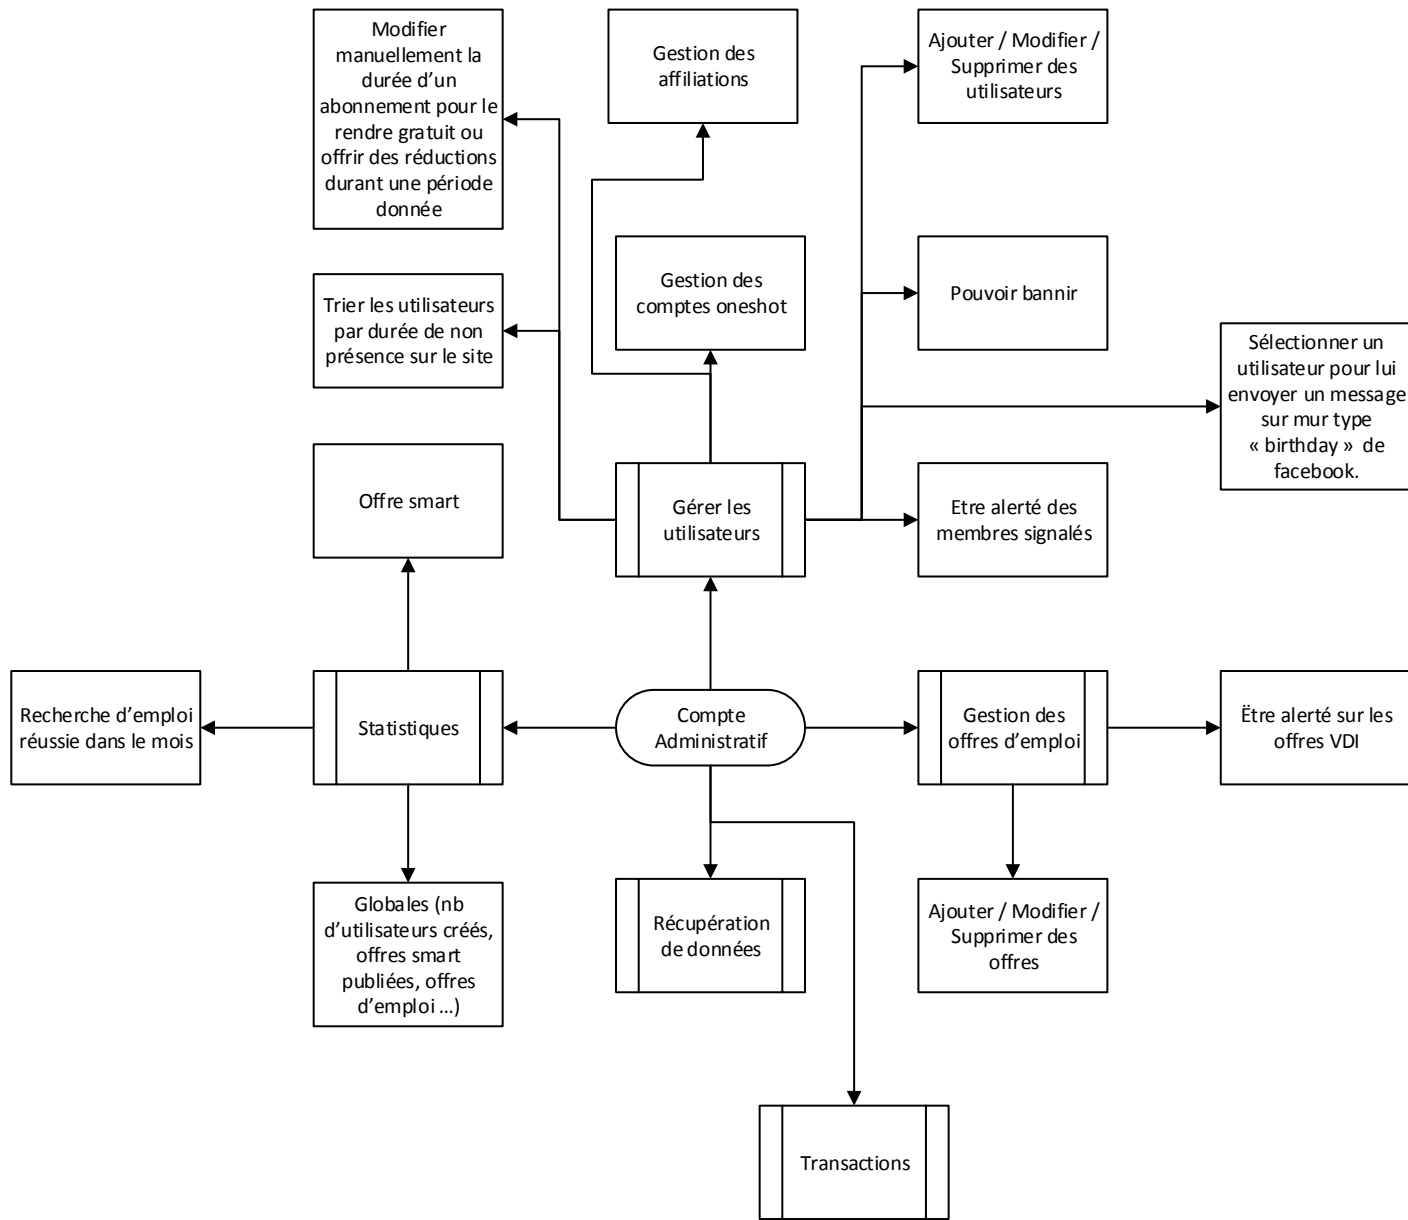 Modifier
manuellement la
durée d’un
abonnement pour le
rendre gratuit ou
offrir des réductions
durant une période
donnée
Gestion des
affiliations
Ajouter / Modifier /
Supprimer des
utilisateurs
Trier les utilisateurs
par durée de non
présence sur le site
Gestion des
comptes oneshot
Pouvoir bannir
Sélectionner un
utilisateur pour lui
envoyer un message
sur mur type
« birthday »  de
facebook.
Offre smart
Gérer les
utilisateurs
Etre alerté des
membres signalés
Recherche d’emploi
réussie dans le mois
Statistiques
Compte
Administratif
Gestion des
offres d’emploi
Ëtre alerté sur les
offres VDI
Globales (nb
d’utilisateurs créés,
offres smart
publiées, offres
d’emploi …)
Récupération
de données
Ajouter / Modifier /
Supprimer des
offres
Transactions